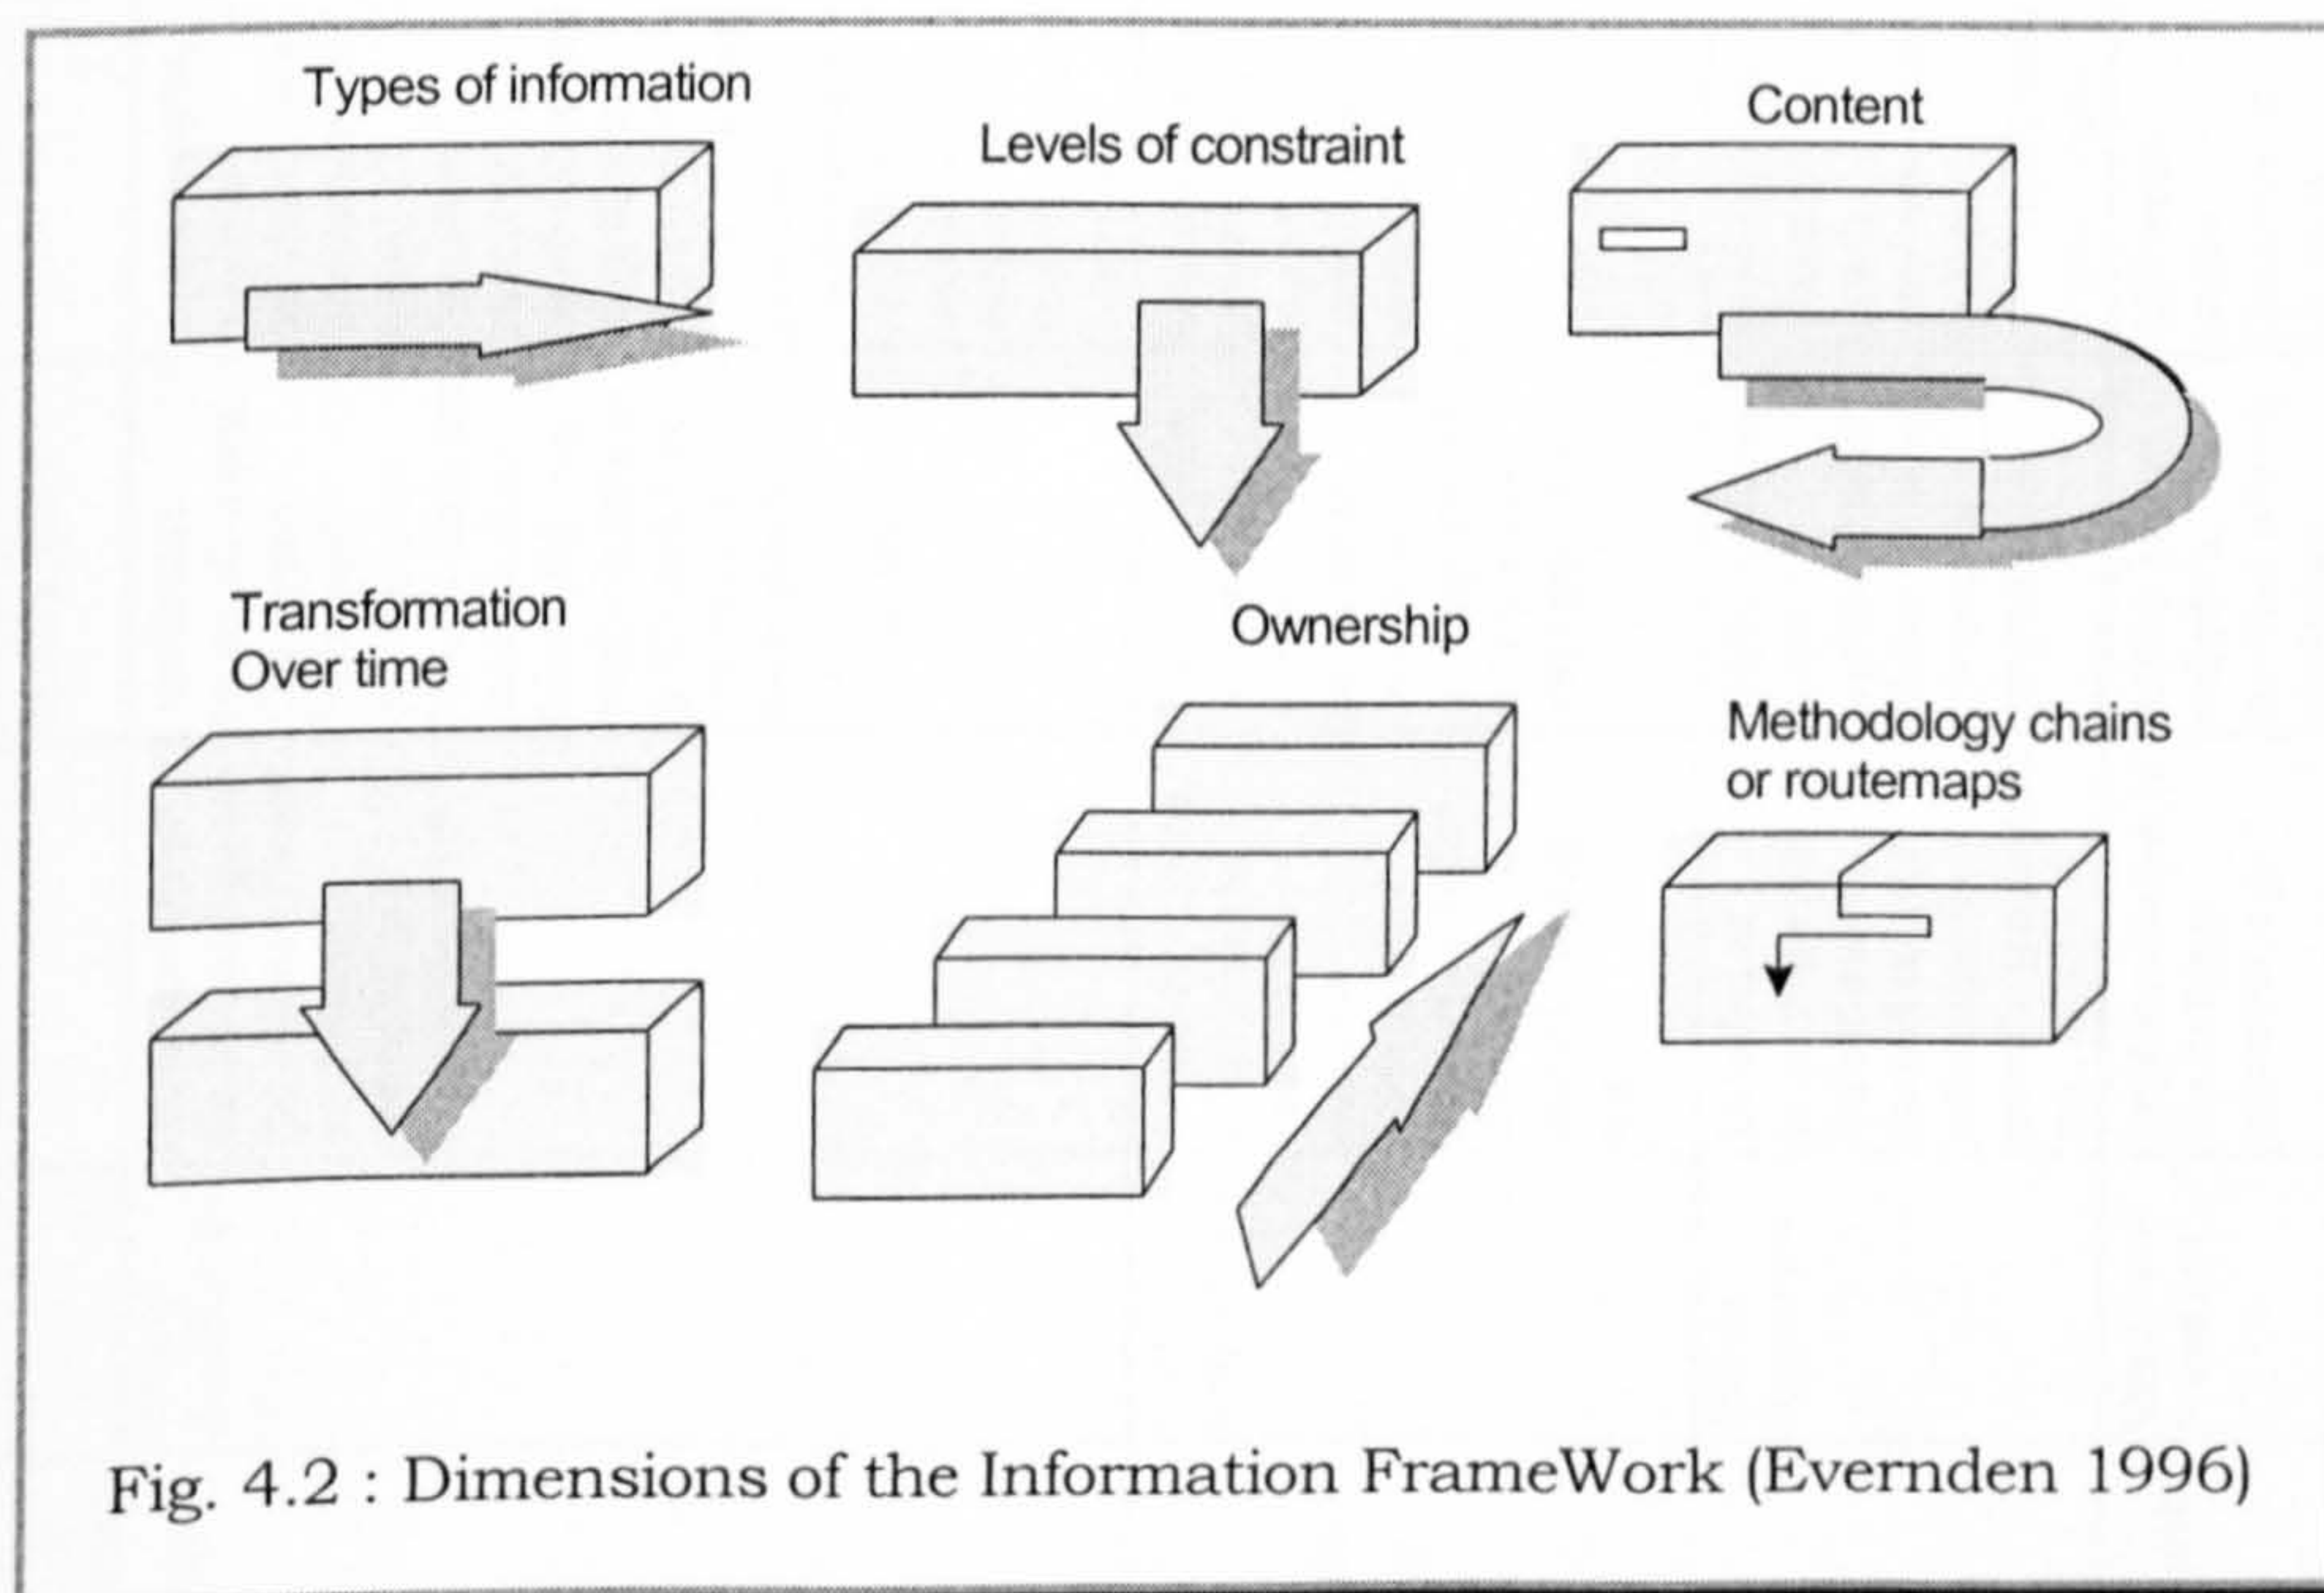 Types of information
Levels of constraint
Content
Transformation
Over time
Ownership
Methodology chains
or routemaps
Fig. 4.2 : Dimensions of the Information FrameWork (Evernden 1996)